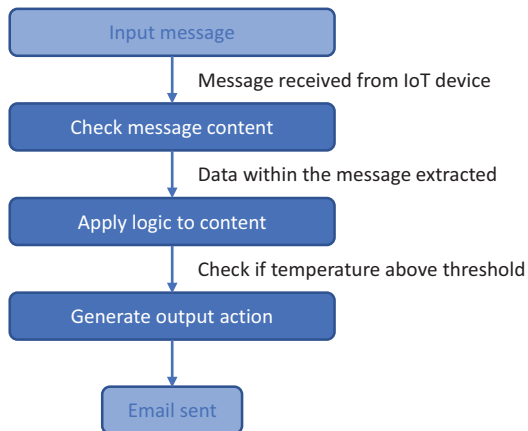 Input message
Message received from IoT device
Check message content
Data within the message extracted
Apply logic to content
Check if temperature above threshold
Generate output action
Email sent